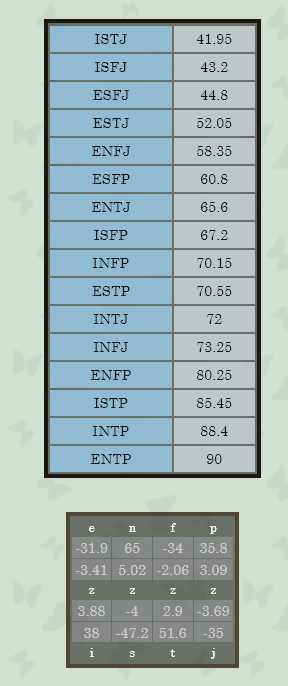 ISTJ 41.95
ISFJ 43.2
ESFJ 44.8
ESTJ 52.05
ENFJ 58.35
ESFP 60.8
ENTJ 65.6
ISFP 67.2
INFP 70.15
ESTP 70.55
INTJ 72
INFJ 73.25
ENFP 80.25
ISTP 85.45
INTP 88.4
ENTP 90
e n f p
-31.9 65 -34 35.8
-3.41 5.02 -2.06 3.09
z z z z
3.88 -4 2.9 -3.69
38 -47.2 51.6 -35
i s t j